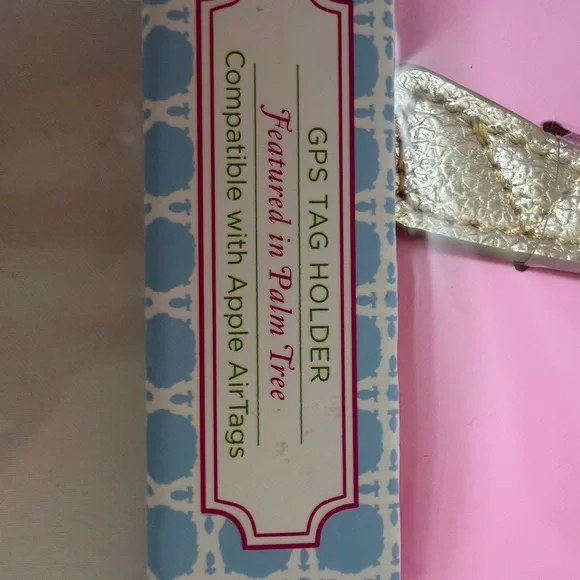 GPS TAG HOLDER
Featured in Palm Tree
Compatible with Apple AirTags